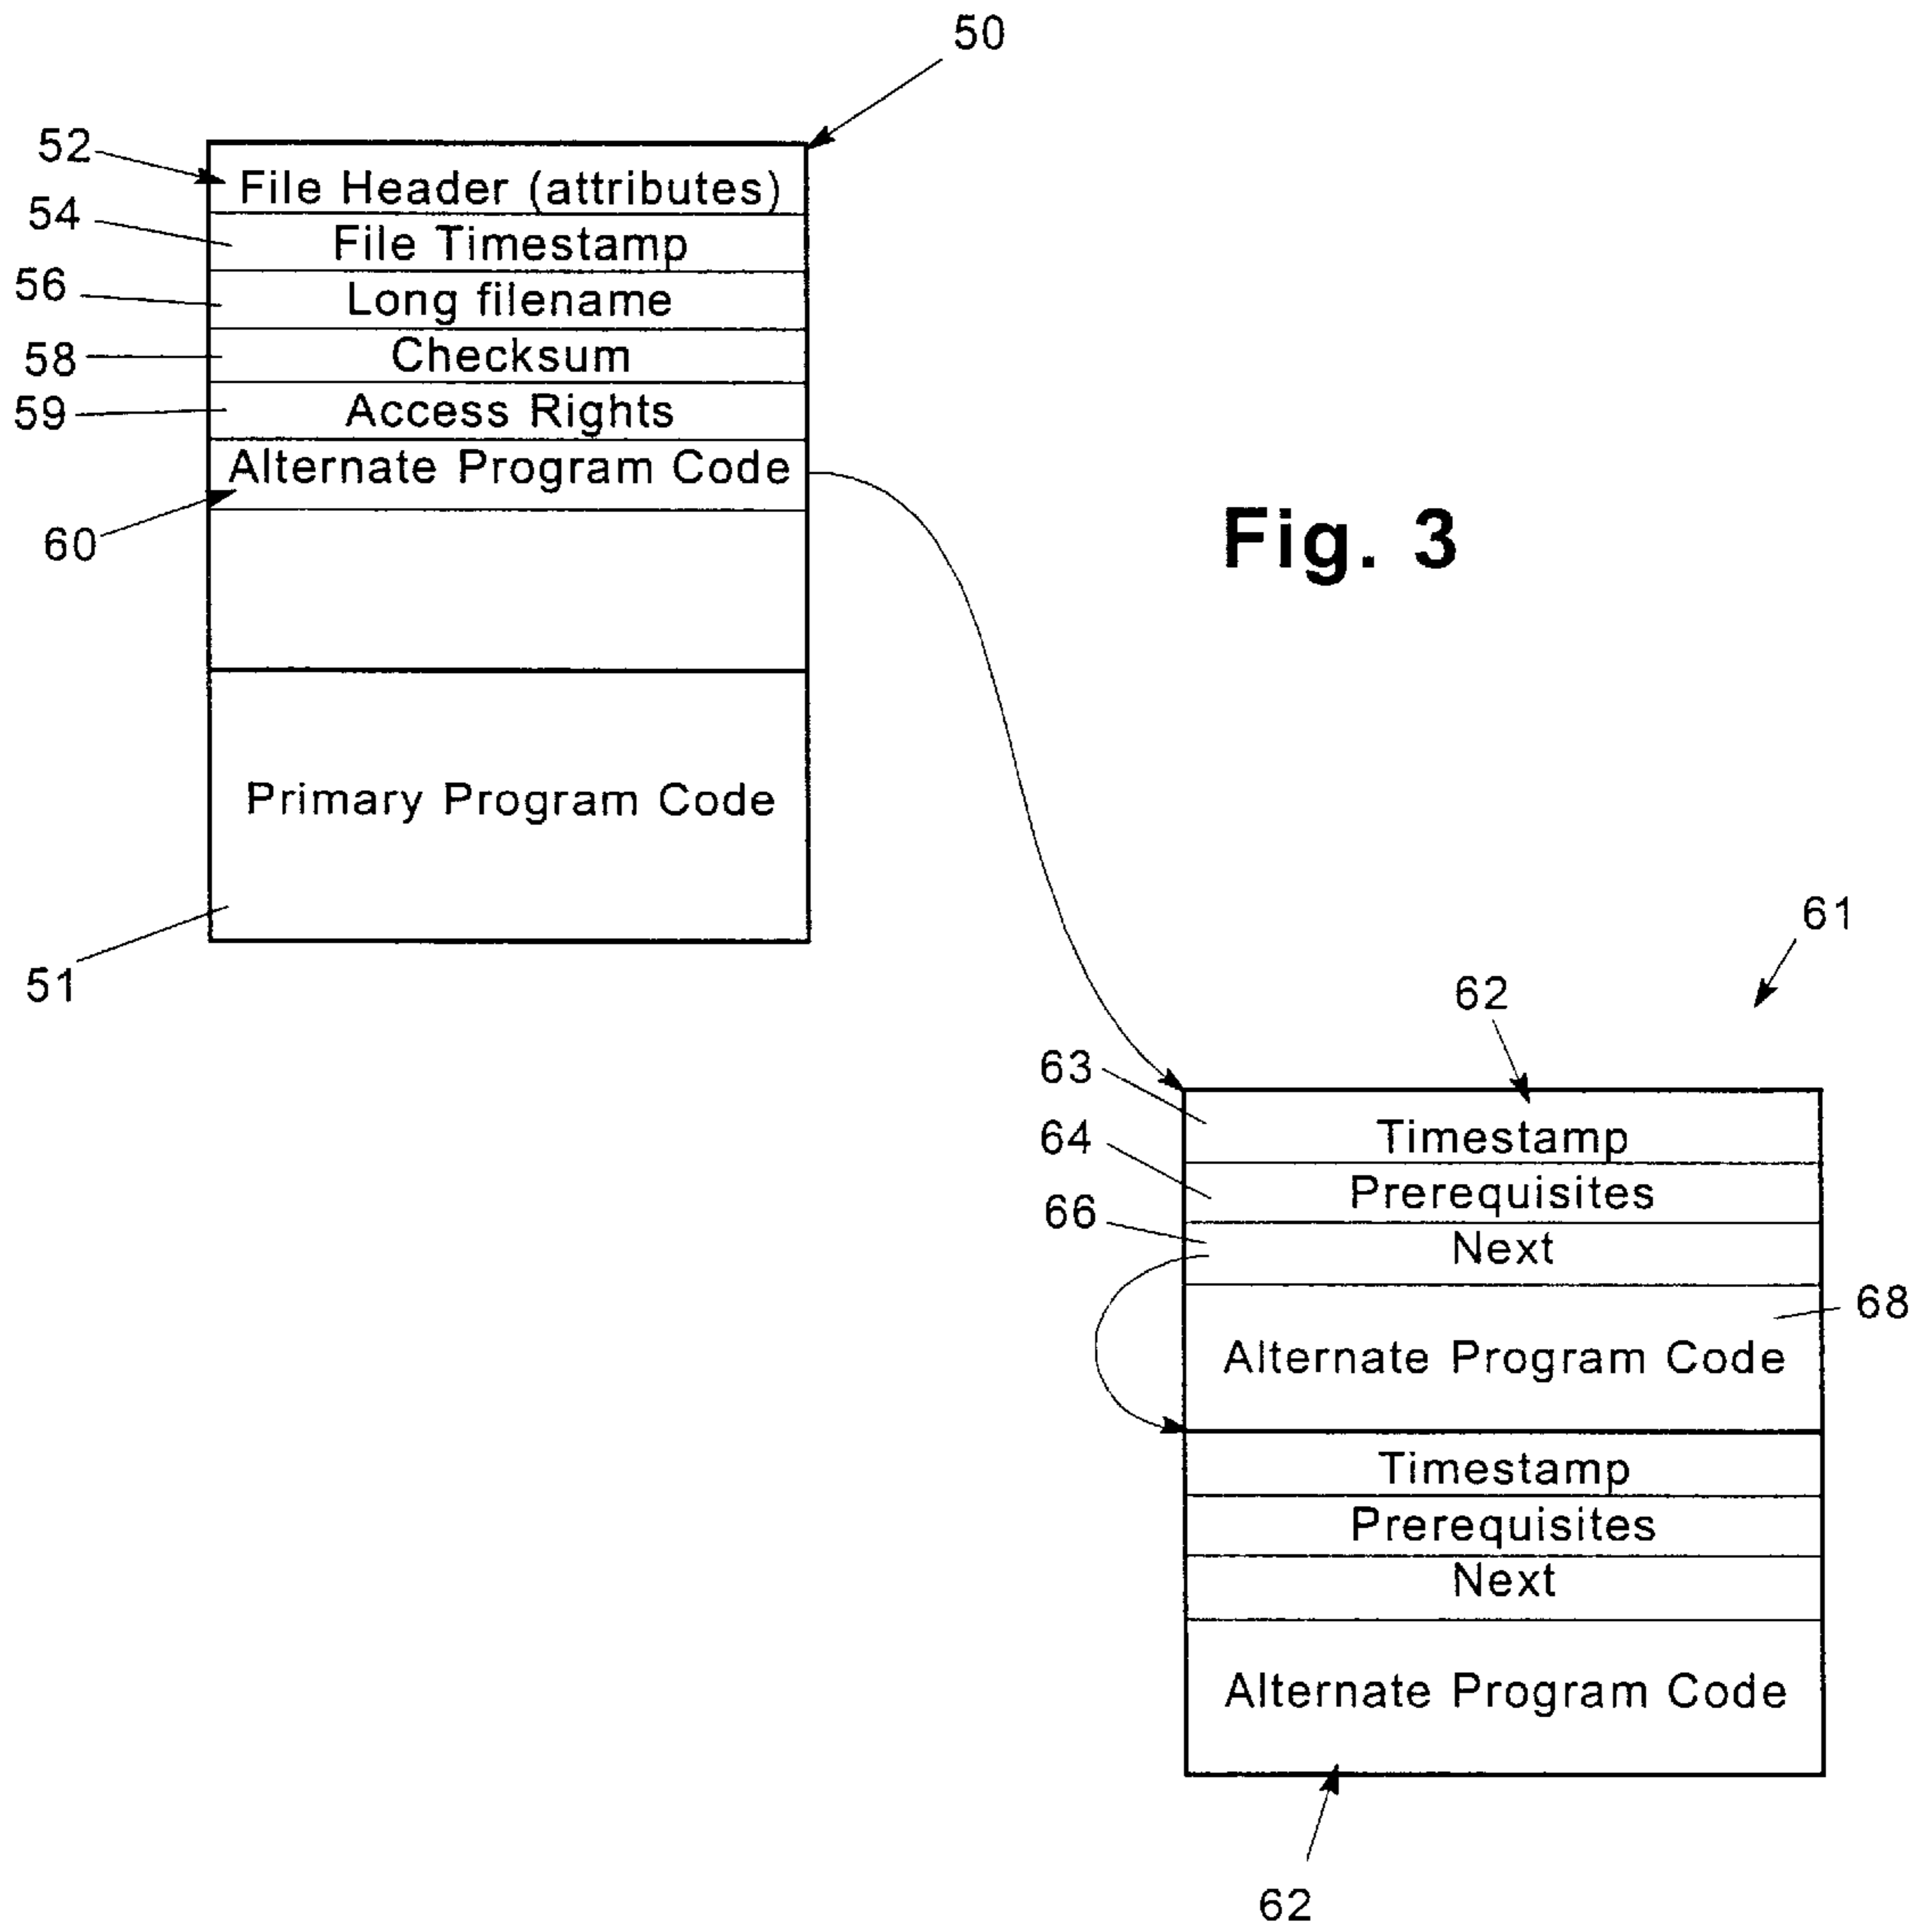 50
52
File Header (attributes)
54
File Timestamp
56
Long filename
58
Checksum
59
Access Rights
Alternate Program Code
60
Fig. 3
Primary Program Code
51
61
62
63
Timestamp
64
Prerequisites
66
Next
68
Alternate Program Code
Timestamp
Prerequisites
Next
Alternate Program Code
62